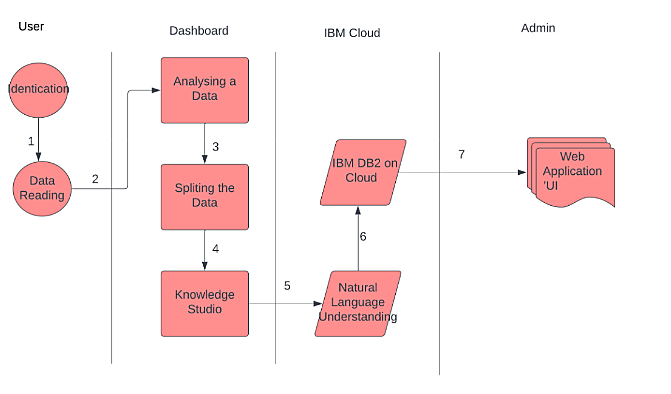 User
Dashboard
IBM Cloud
Admin
Identication
1
Data
Reading
2
Analysing a
Data
3
Spliting the
Data
4
Knowledge
Studio
5
Natural
Language
Understanding
6
IBM DB2 on
Cloud
7
Web
Application
'UI